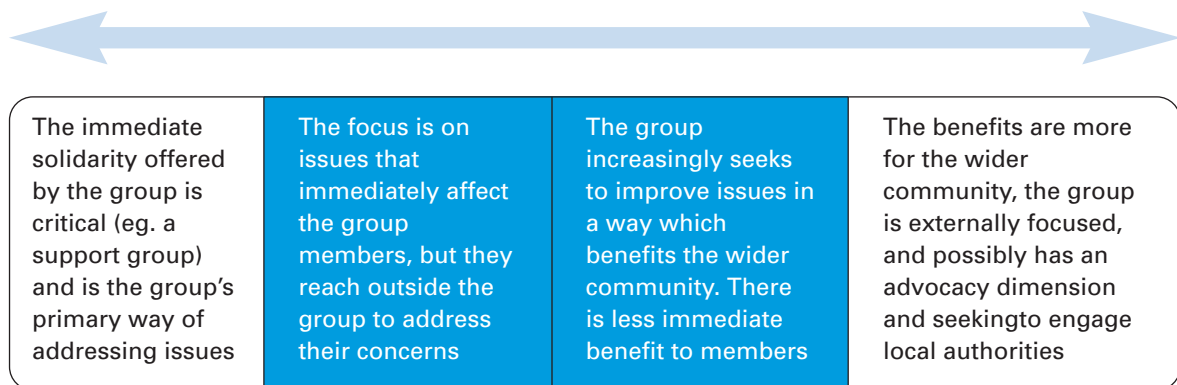 The immediate
solidarity offered
by the group is
critical (eg. a
support group)
and is the group's
primary way of
addressing issues
The focus is on
issues that
immediately affect
the group
members, but they
reach outside the
group to address
their concerns
The group
increasingly seeks
to improve issues in
a way which
benefits the wider
community. There
is less immediate
benefit to members
The benefits are more
for the wider
community, the group
is externally focused,
and possibly has an
advocacy dimension
and seekingto engage
local authorities